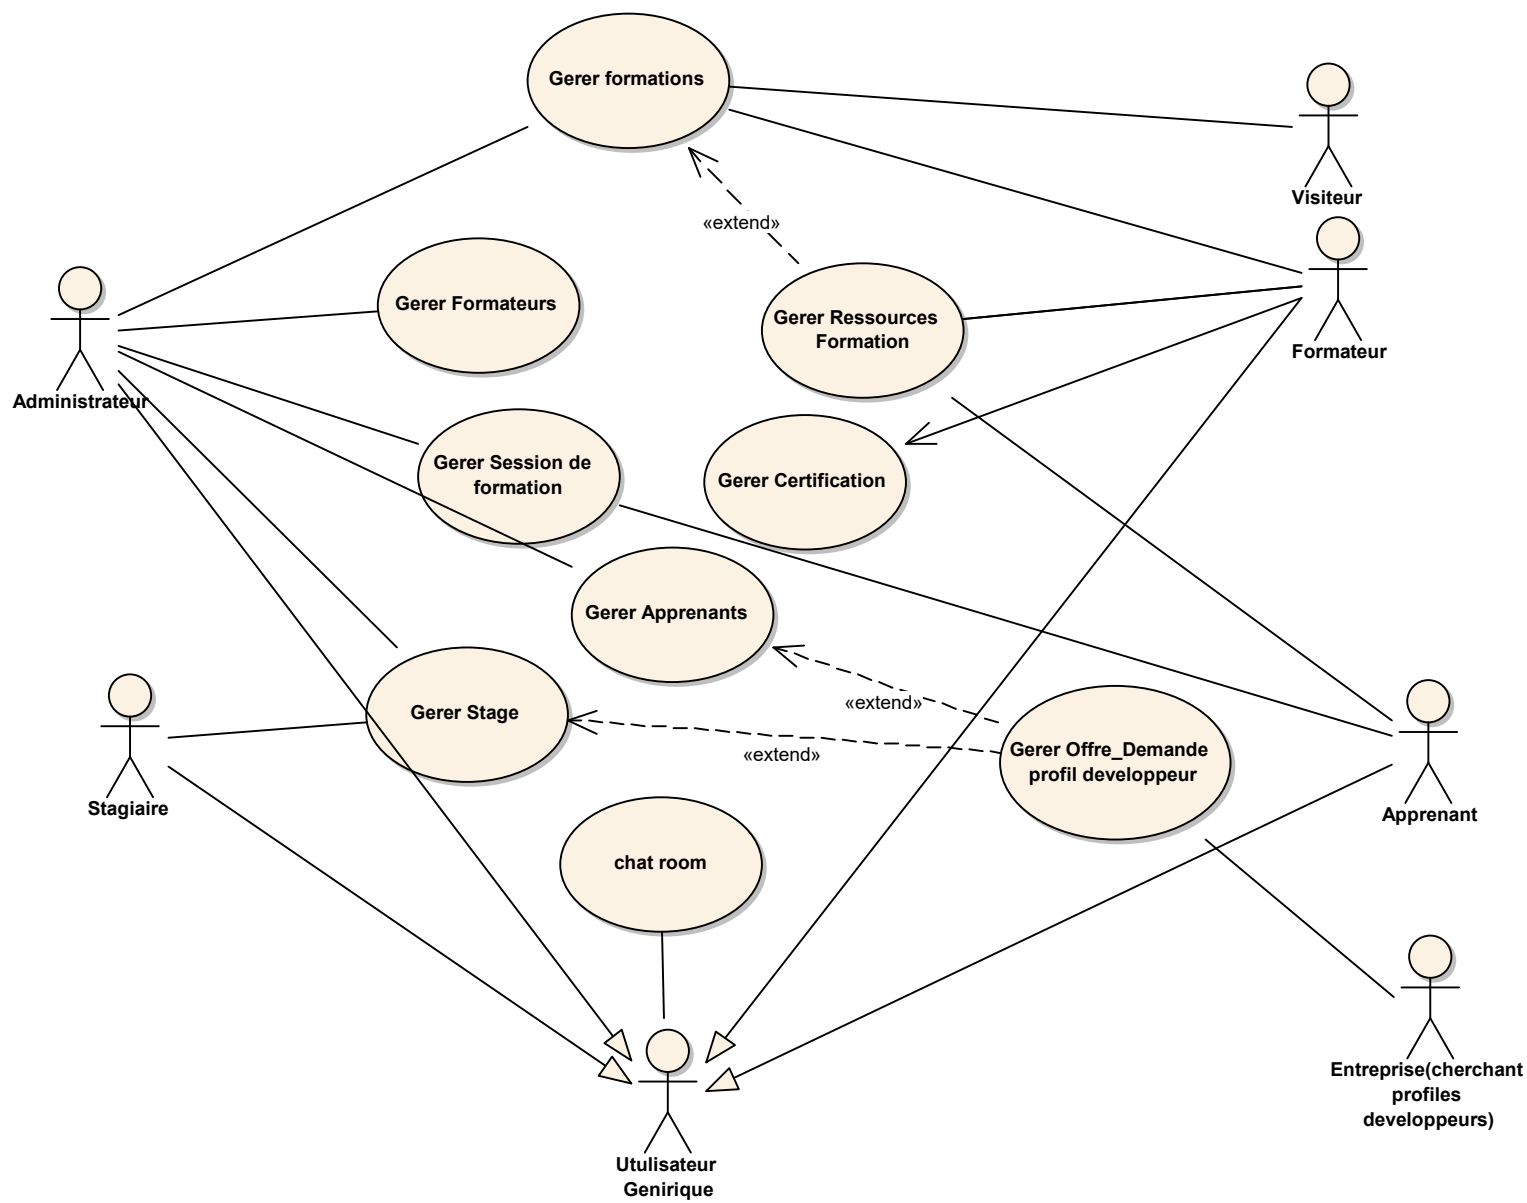 Gerer formations
Visiteur
«extend»
Gerer Formateurs
Gerer Ressources
Formation
Formateur
Administrateur
Gerer Session de
formation
Gerer Certification
Gerer Apprenants
«extend»
Gerer Stage
«extend»
Gerer Offre_Demande
profil developpeur
Stagiaire
Apprenant
chat room
Entreprise(cherchant
profiles
developpeurs)
Utulisateur
Genirique